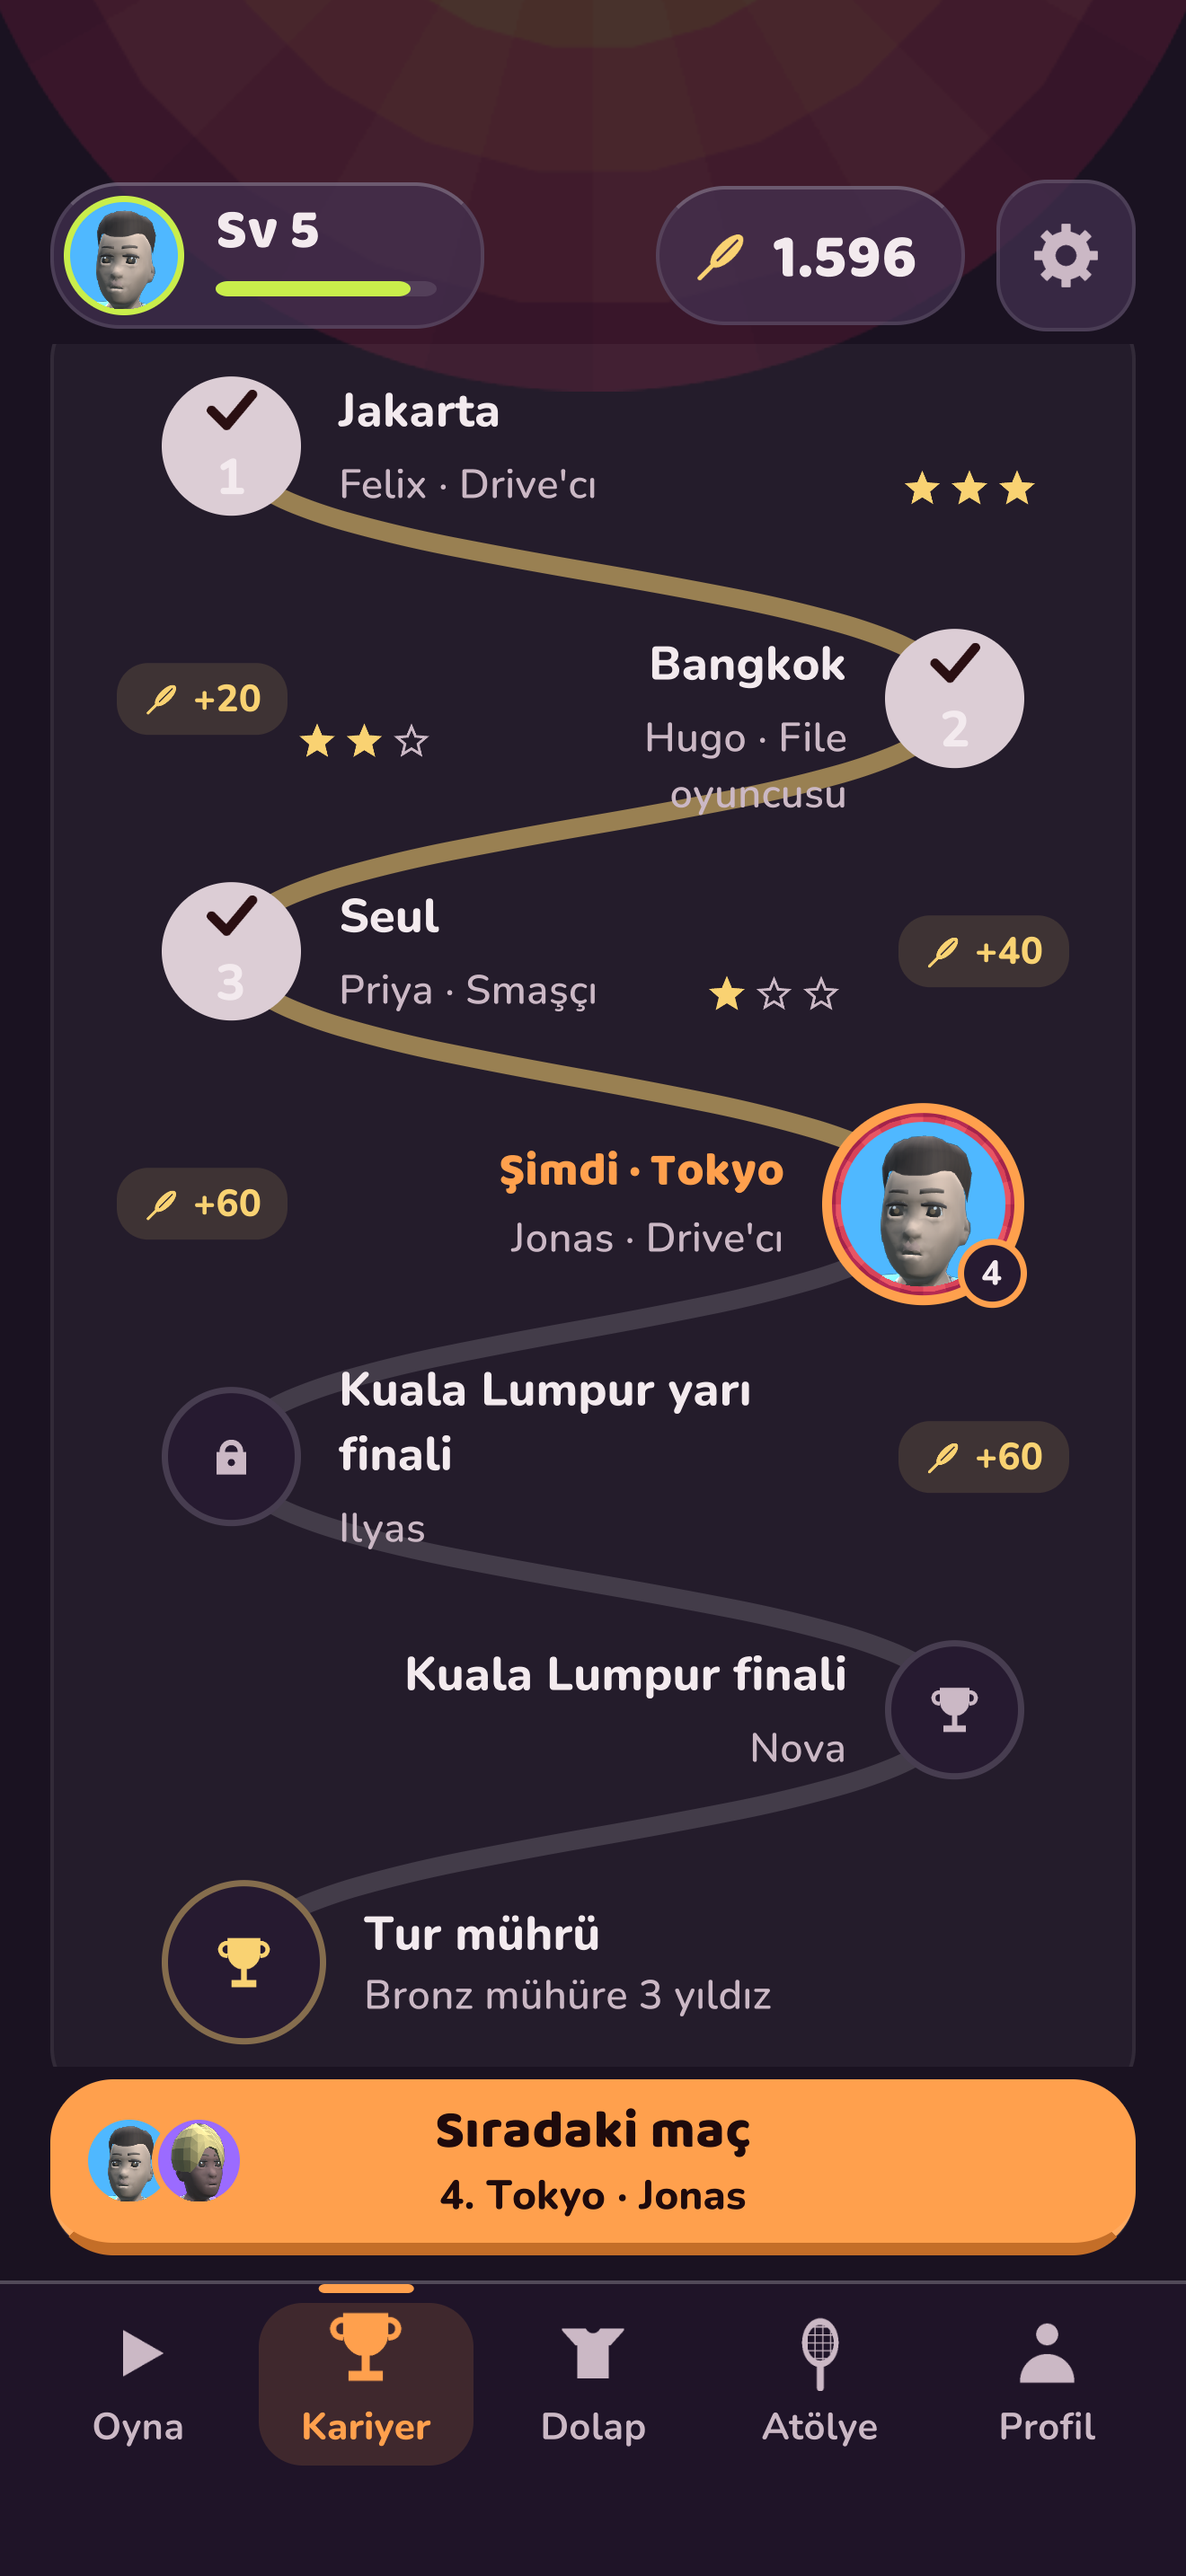 Sv 5
1.596
Jakarta
1
Felix · Drive'cı
Bangkok
+20
2
Hugo · File
oyuncusu
Seul
+40
3
Priya · Smaşçı
Şimdi · Tokyo
+60
Jonas · Drive'cı
4
Kuala Lumpur yarı
finali
+60
Ilyas
Kuala Lumpur finali
Nova
Tur mührü
Bronz mühüre 3 yıldız
Sıradaki maç
4. Tokyo · Jonas
Oyna
Kariyer
Dolap
Atölye
Profil